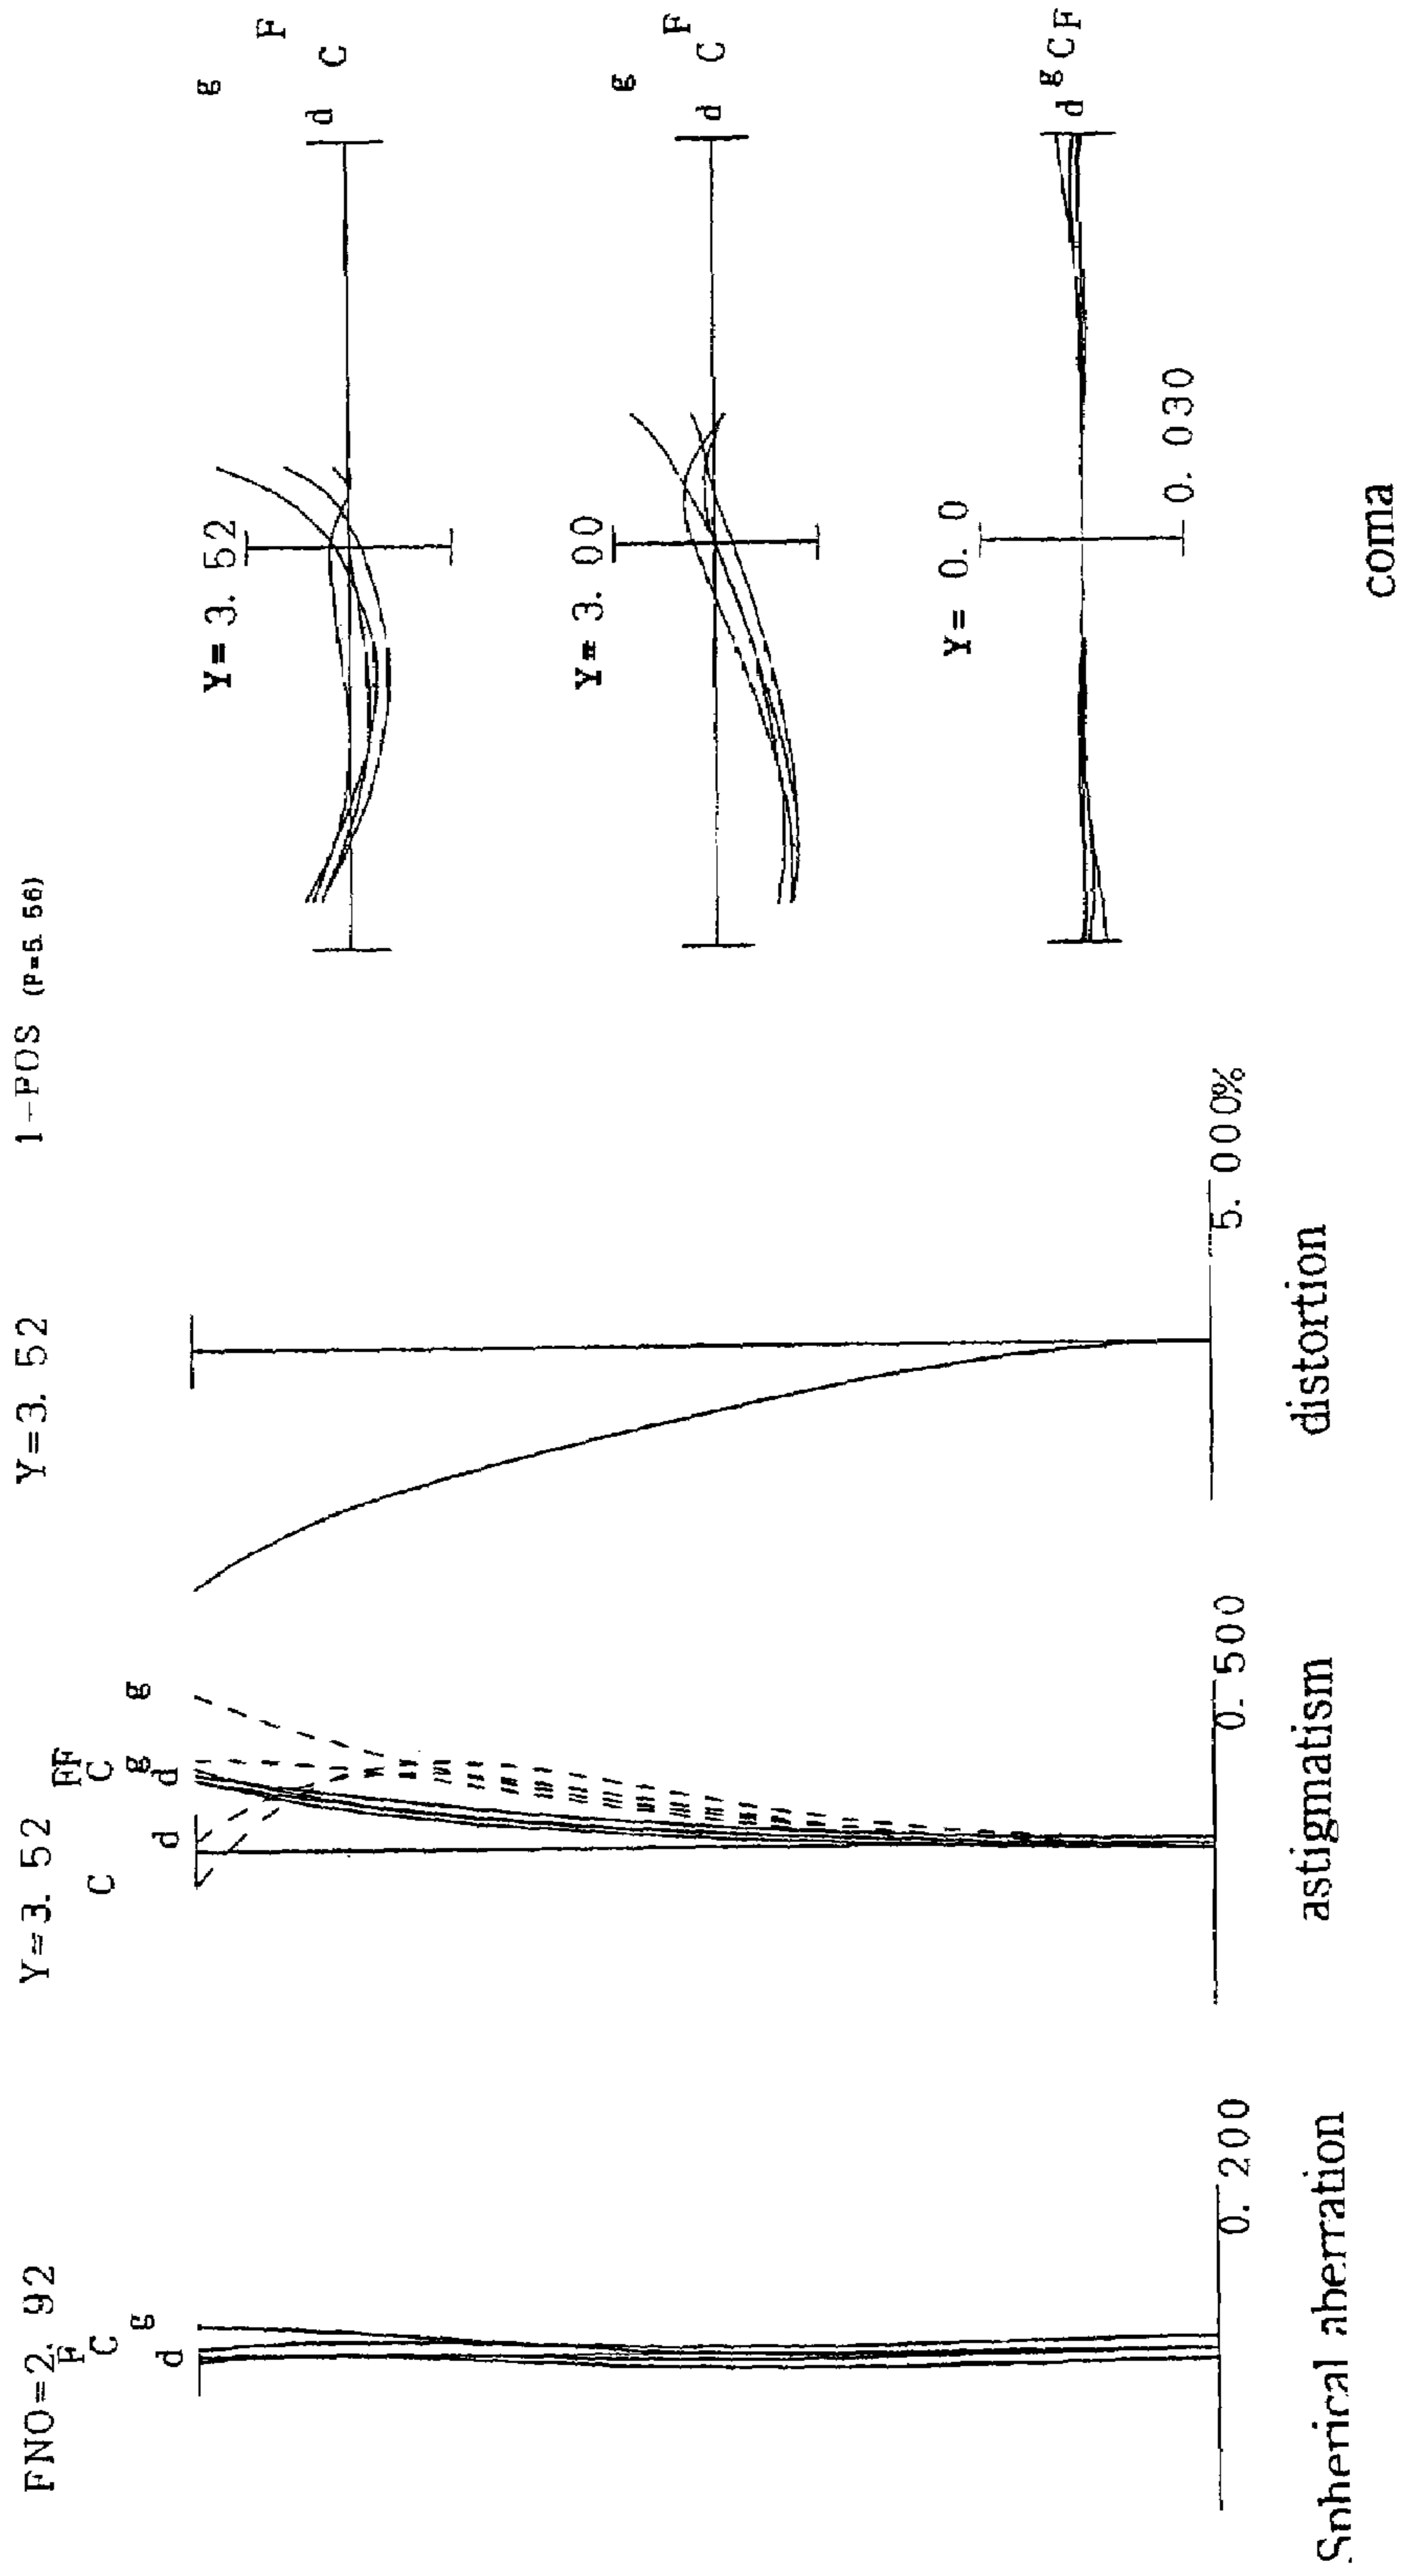 1-POS (F=5.56)
FNO=2.92
F
C
g
d
0.200
Spherical aberration
Y=3.52
FF
C
g
g
d
d
C
0.500
astigmatism
Y=3.52
5.000%
distortion
Y=3.52
g
F
d
C
Y=3.00
g
F
d
C
Y=0.0
d g C F
0.030
coma